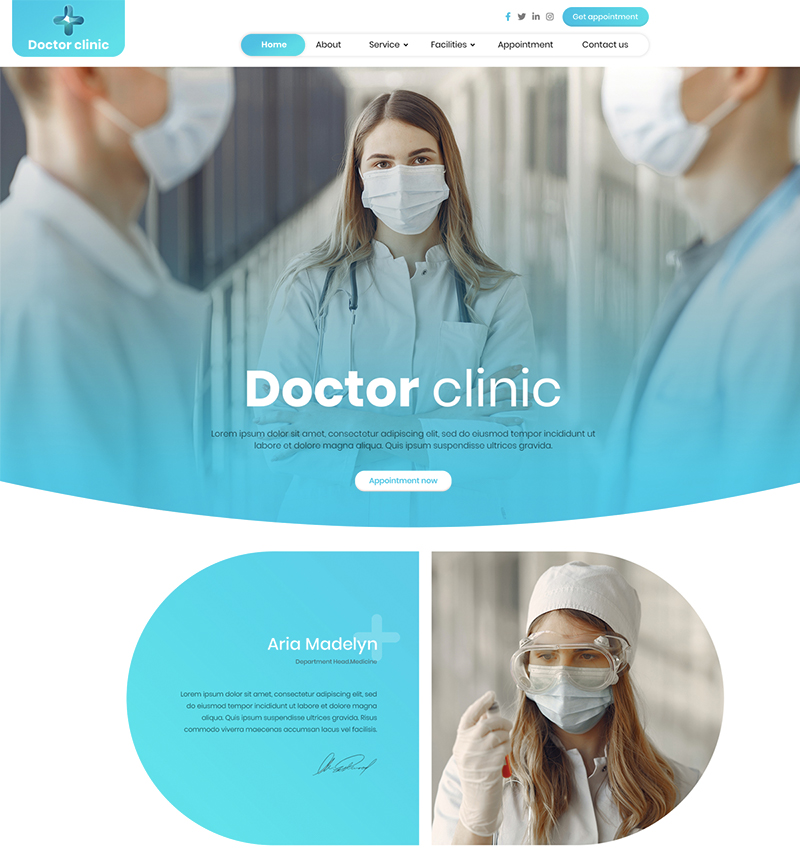 Get appointment
Doctor clinic
Home About Service Facilities Appointment Contact us
Doctor clinic
Lorem ipsum dolor sit amet, consectetur adipiscing elit, sed do eiusmod tempor incididunt ut
labore et dolore magna aliqua. Quis ipsum suspendisse ultrices gravida.
Appointment now
Aria Madelyn
Department Head.Medicine
Lorem ipsum dolor sit amet, consectetur adipiscing elit, sed
do eiusmod tempor incididunt ut labore et dolore magna
aliqua. Quis ipsum suspendisse ultrices gravida. Risus
commodo viverra maecenas accumsan lacus vel facilisis.